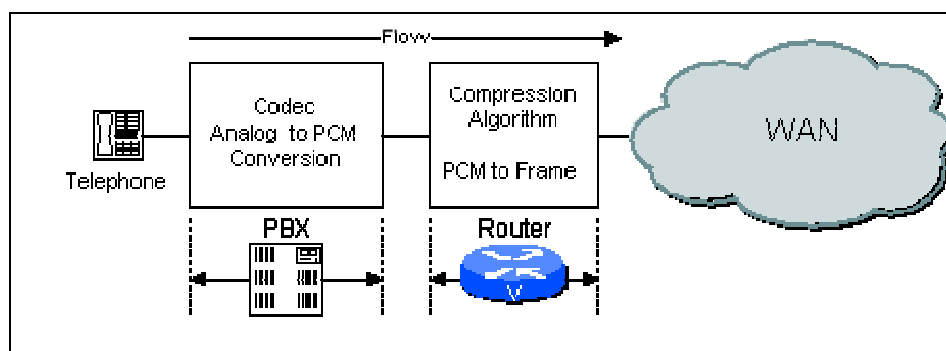 Flow
Codec
Analog to PCM
Conversion
Compression
Algorithm
PCM to Frame
WAN
Telephone
PBX
Router
V